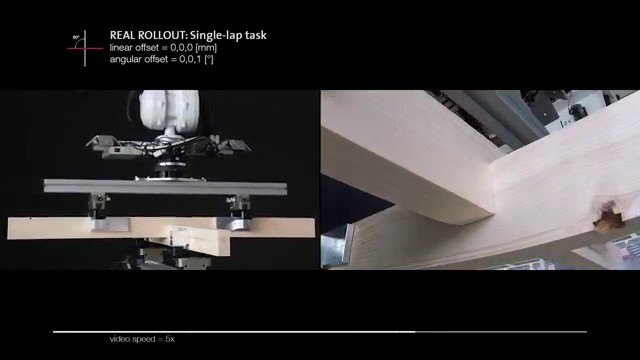 90°
REAL ROLLOUT: Single-lap task
linear offset = 0,0,0 [mm]
angular offset = 0,0,1 [°]
video speed = 5x